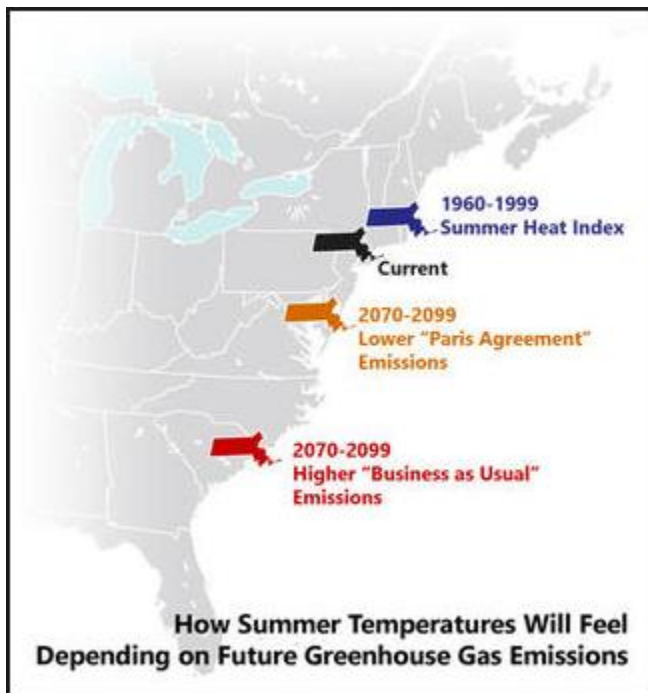 1960-1999
Summer Heat Index
Current
2070-2099
Lower “Paris Agreement”
Emissions
2070-2099
Higher “Business as Usual”
Emissions
How Summer Temperatures Will Feel
Depending on Future Greenhouse Gas Emissions